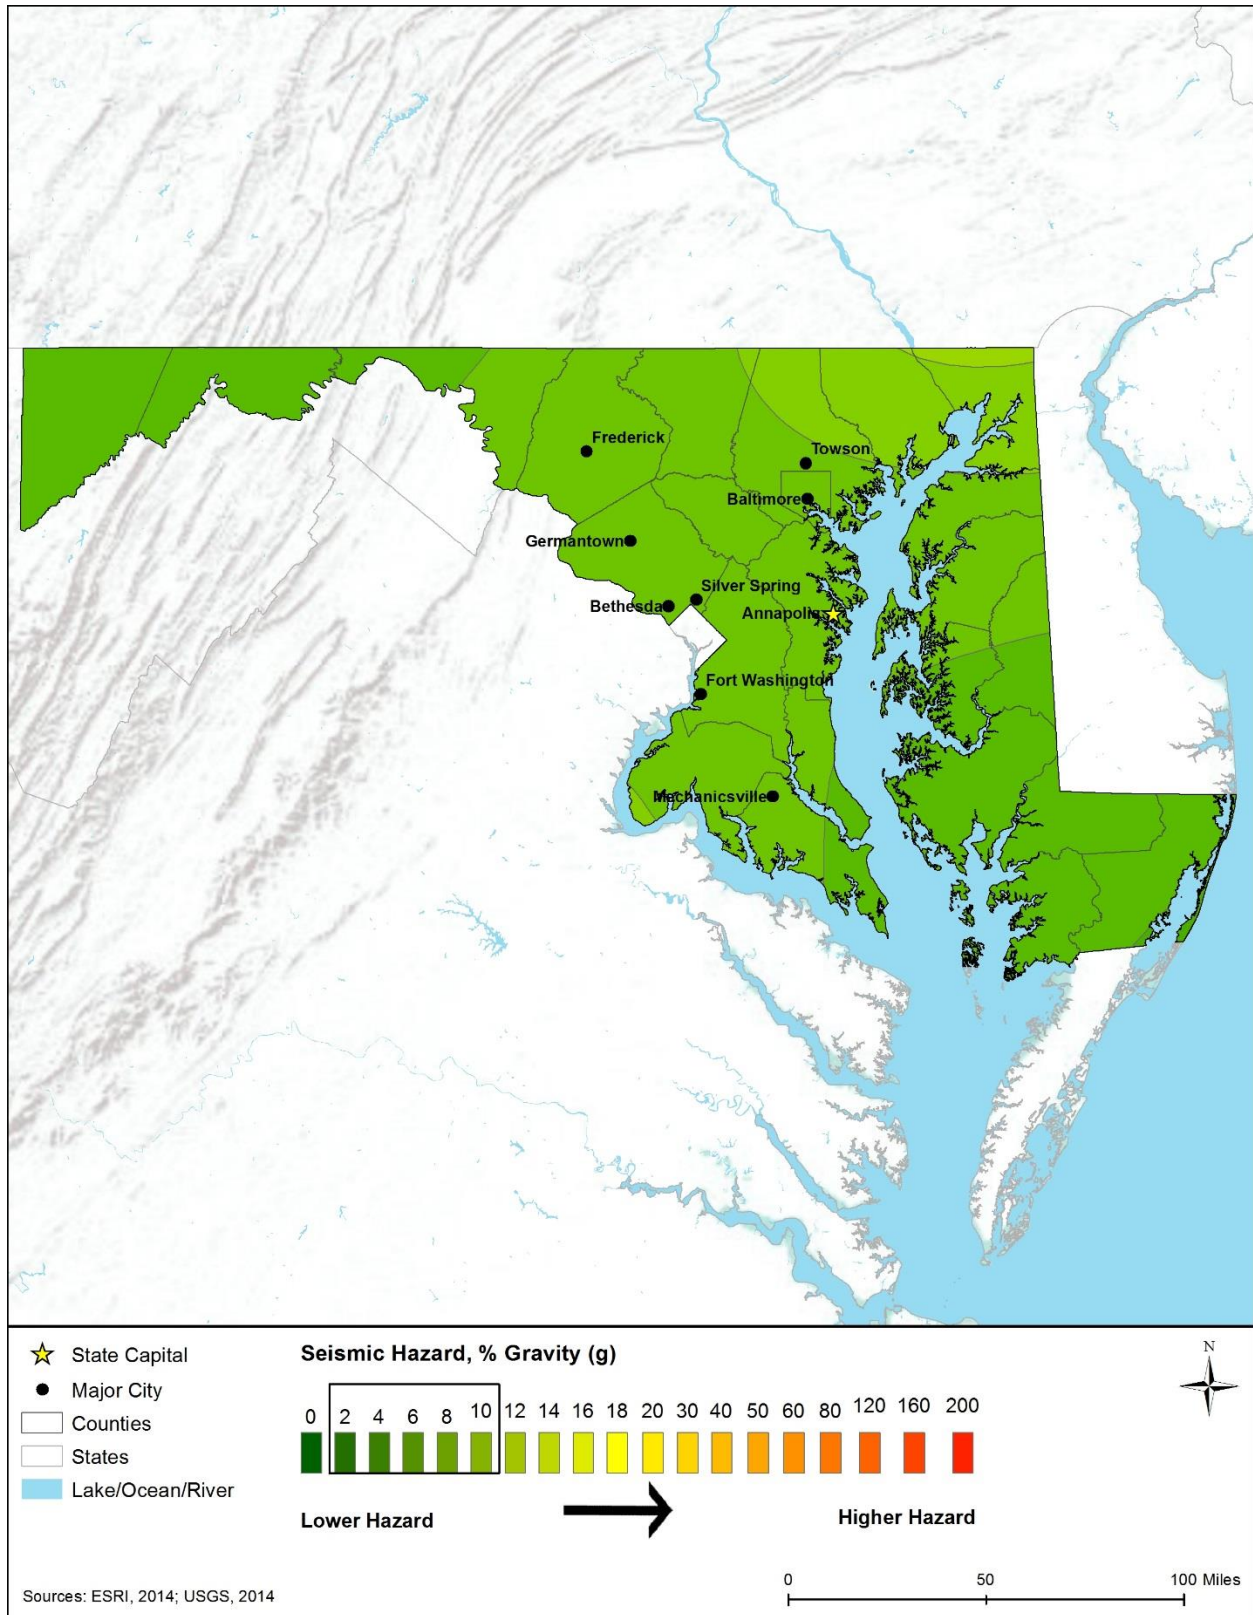 Frederick
Towson
Baltimore
Germantown
Silver Spring
Bethesda
Annapolis
Fort Washington
Mechanicsville
State Capital
Major City
Counties
States
Lake/Ocean/River
Seismic Hazard, % Gravity (g)
0 2 4 6 8 10 12 14 16 18 20 30 40 50 60 80 120 160 200
Lower Hazard
Higher Hazard
N
Sources: ESRI, 2014; USGS, 2014
0 50 100 Miles